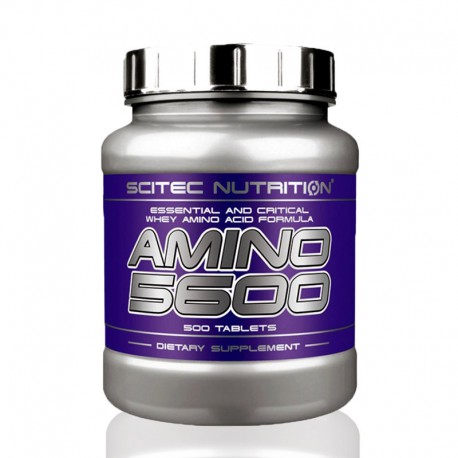 SCITEC NUTRITION
ESSENTIAL AND CRITICAL
WHEY AMINO ACID FORMULA
AMINO
5600
500 TABLETS
DIETARY SUPPLEMENT